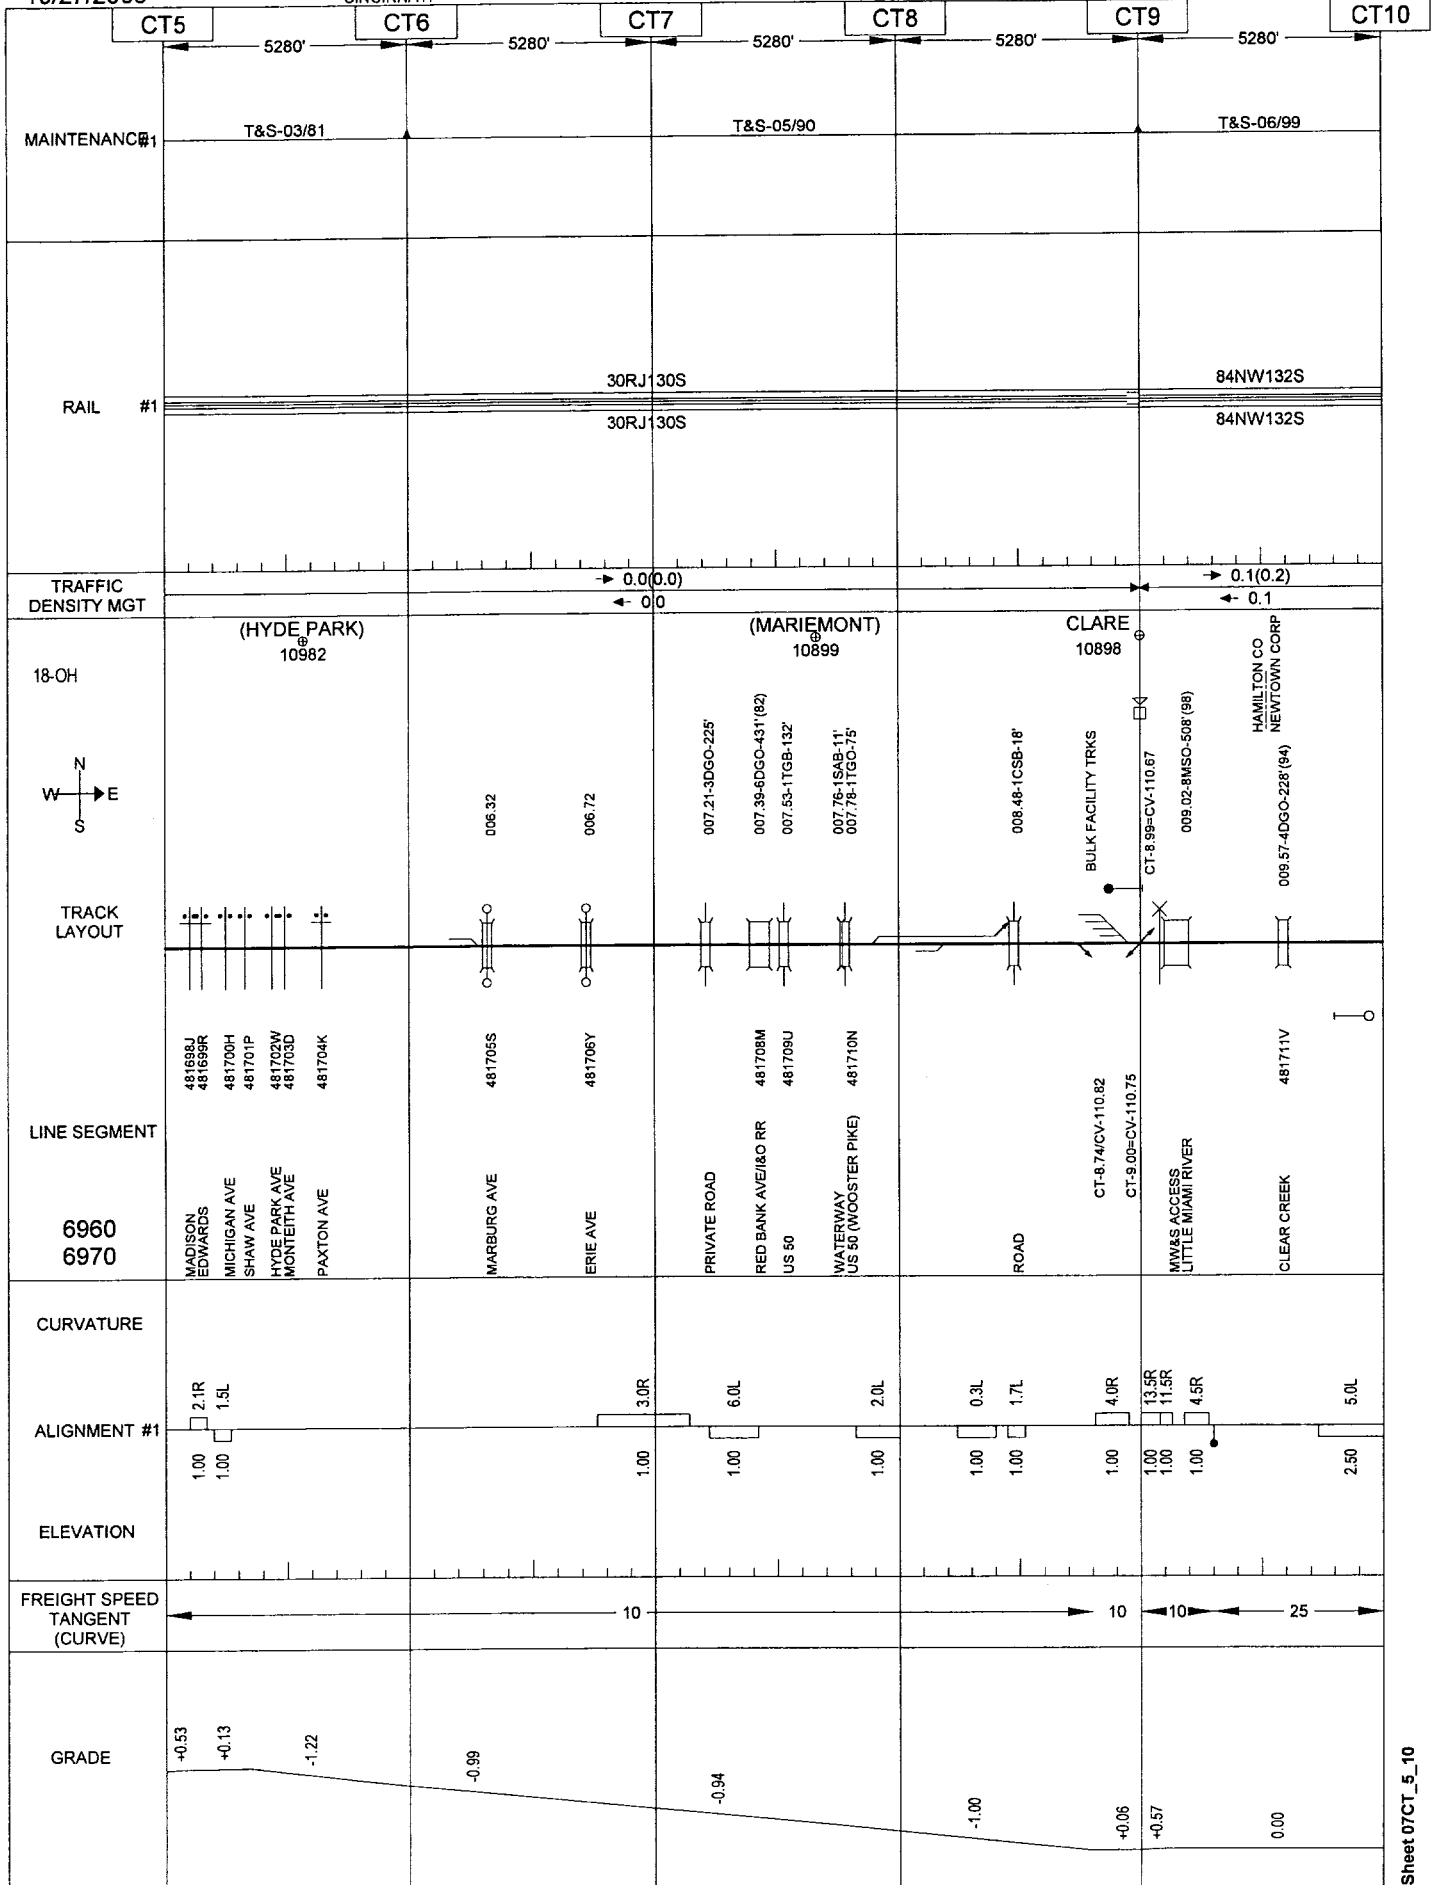 CT5
CT6
CT7
CT8
CT9
CT10
5280'
5280'
5280'
5280'
5280'
MAINTENANCE #1
T&S-03/81
T&S-05/90
T&S-06/99
RAIL #1
30RJ130S
84NW132S
30RJ130S
84NW132S
TRAFFIC
DENSITY MGT
→ 0.0(0.0)
← 0.0
→ 0.1(0.2)
← 0.1
(HYDE PARK)
10982
(MARIEMONT)
10899
CLARE
10898
18-OH
N
W E
S
HAMILTON CO
NEWTOWN CORP
006.32
006.72
007.21-3DGO-225'
007.39-6DGO-431'(82)
007.53-1TGB-132'
007.76-1SAB-11'
007.78-1TGO-75'
008.48-1CSB-18'
BULK FACILITY TRKS
CT-8.99=CV-110.67
009.02-8MSO-508'(98)
009.57-4DGO-228'(94)
TRACK
LAYOUT
481698J
481699R
481700H
481701P
481702W
481703D
481704K
481705S
481706Y
481708M
481709U
481710N
CT-8.74/CV-110.82
CT-9.00=CV-110.75
481711V
LINE SEGMENT
6960
6970
MADISON
EDWARDS
MICHIGAN AVE
SHAW AVE
HYDE PARK AVE
MONTEITH AVE
PAXTON AVE
MARBURG AVE
ERIE AVE
PRIVATE ROAD
RED BANK AVE/I&O RR
US 50
WATERWAY
US 50 (WOOSTER PIKE)
ROAD
MW&S ACCESS
LITTLE MIAMI RIVER
CLEAR CREEK
CURVATURE
2.1R
1.5L
3.0R
6.0L
2.0L
0.3L
1.7L
4.0R
13.5R
11.5R
4.5R
5.0L
ALIGNMENT #1
1.00
1.00
1.00
1.00
1.00
1.00
1.00
1.00
1.00
1.00
1.00
2.50
ELEVATION
FREIGHT SPEED
TANGENT
(CURVE)
10
10
10
25
GRADE
+0.53
+0.13
-1.22
-0.99
-0.94
-1.00
+0.06
+0.57
0.00
Sheet 07CT_5_10